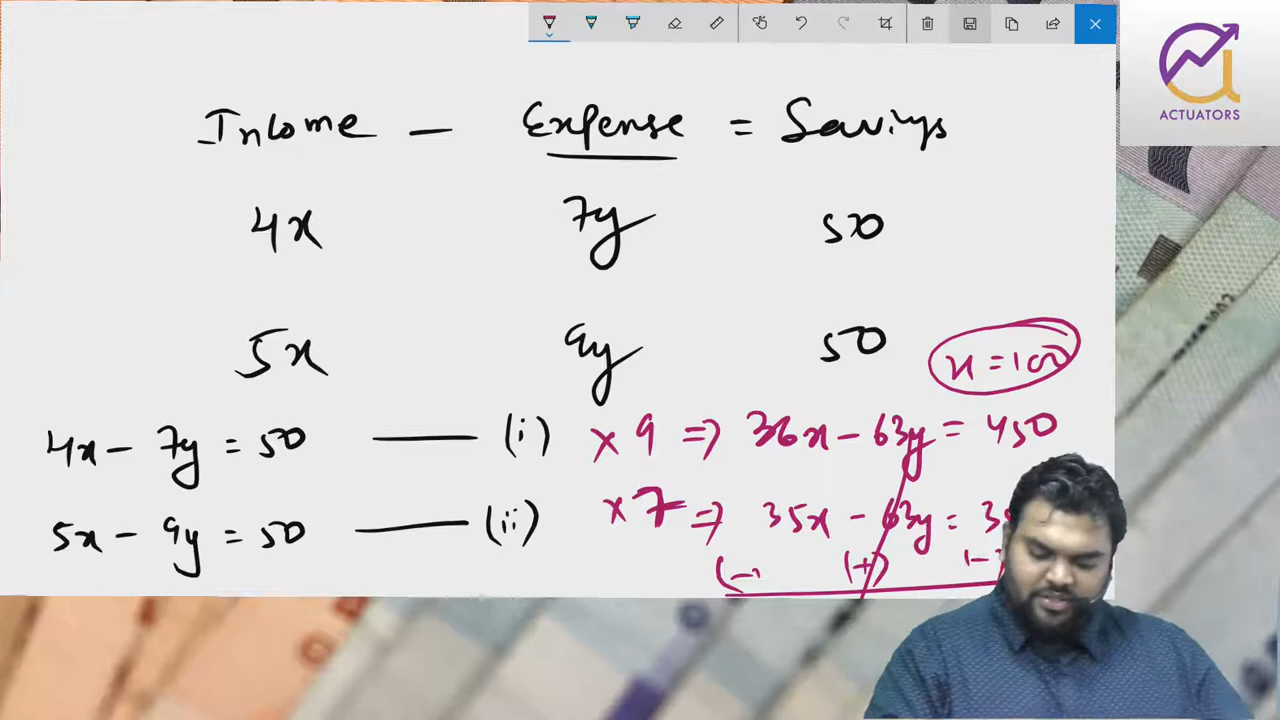 ACTUATORS
Income — Expense = Savings
4x 7y 50
5x 9y 50
x = 100
4x − 7y = 50 —— (i) × 9 ⇒ 36x − 63y = 450
5x − 9y = 50 —— (ii) × 7 ⇒ 35x − 63y =
(−) (+) (−)